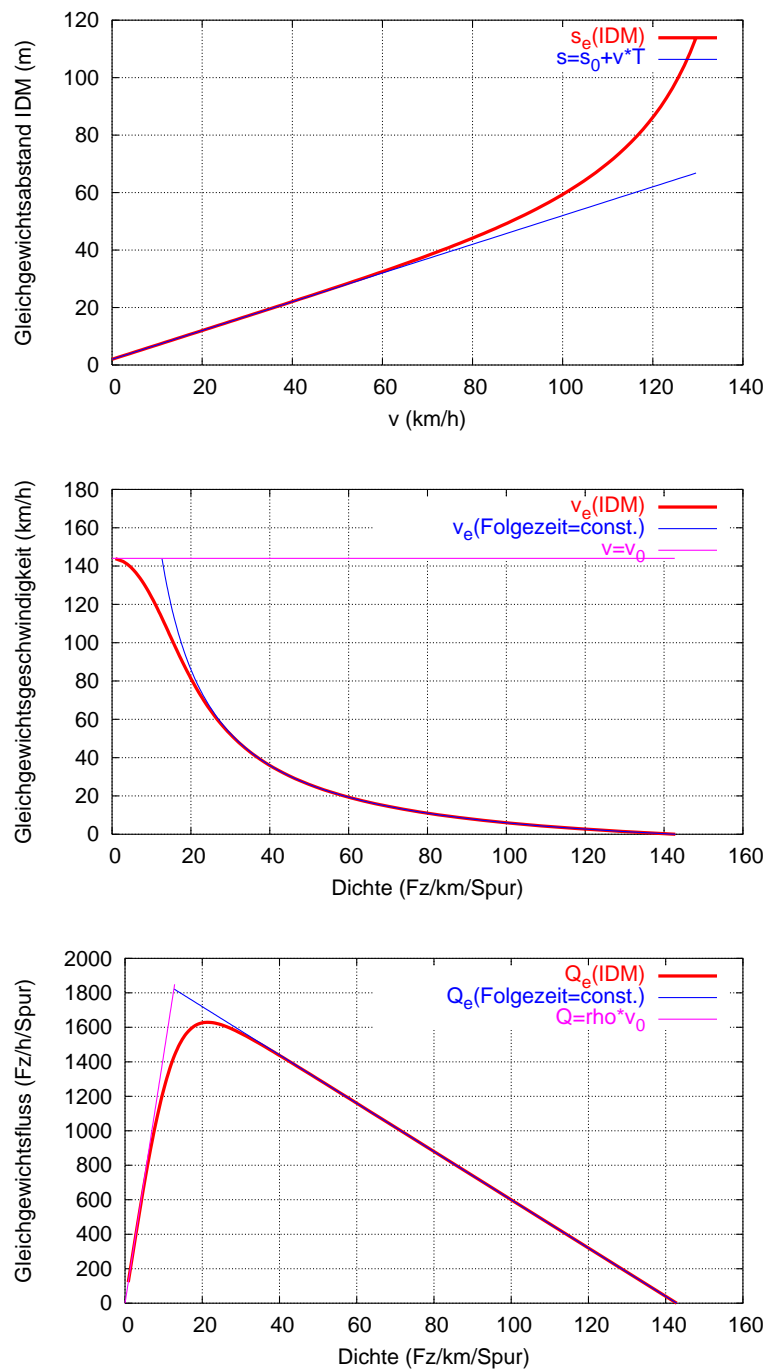 Gleichgewichtsabstand IDM (m)
120
100
80
60
40
20
0
0 20 40 60 80 100 120 140
v (km/h)
s_e(IDM)
s=s_0+v*T
Gleichgewichtsgeschwindigkeit (km/h)
180
160
140
120
100
80
60
40
20
0
0 20 40 60 80 100 120 140 160
Dichte (Fz/km/Spur)
v_e(IDM)
v_e(Folgezeit=const.)
v=v_0
Gleichgewichtsfluss (Fz/h/Spur)
2000
1800
1600
1400
1200
1000
800
600
400
200
0
0 20 40 60 80 100 120 140 160
Dichte (Fz/km/Spur)
Q_e(IDM)
Q_e(Folgezeit=const.)
Q=rho*v_0